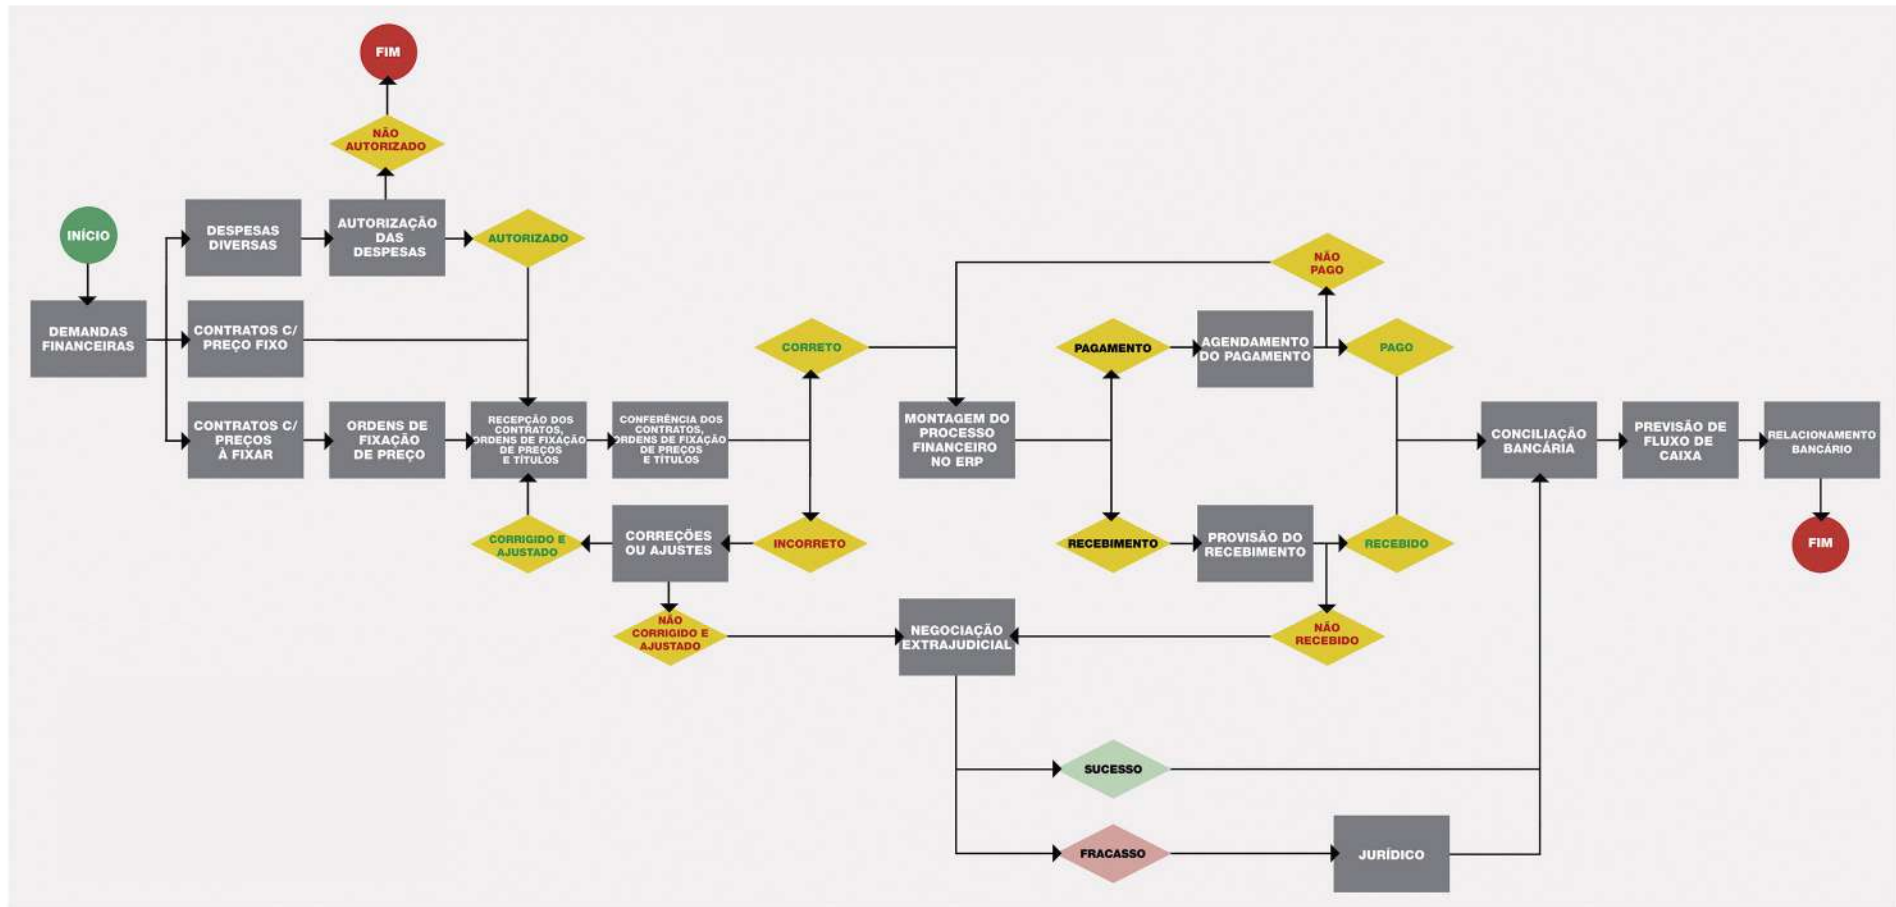 FIM
NÃO
AUTORIZADO
INÍCIO
DESPESAS
DIVERSAS
AUTORIZAÇÃO
DAS
DESPESAS
AUTORIZADO
DEMANDAS
FINANCEIRAS
CONTRATOS C/
PREÇO FIXO
CONTRATOS C/
PREÇOS
À FIXAR
ORDENS DE
FIXAÇÃO
DE PREÇO
RECEPÇÃO DOS
CONTRATOS,
ORDENS DE FIXAÇÃO
DE PREÇOS
E TÍTULOS
CONFERÊNCIA DOS
CONTRATOS,
ORDENS DE FIXAÇÃO
DE PREÇOS
E TÍTULOS
CORRETO
INCORRETO
CORREÇÕES
OU AJUSTES
CORRIGIDO E
AJUSTADO
NÃO
CORRIGIDO E
AJUSTADO
MONTAGEM DO
PROCESSO
FINANCEIRO
NO ERP
NÃO
PAGO
PAGAMENTO
AGENDAMENTO
DO PAGAMENTO
PAGO
RECEBIMENTO
PROVISÃO DO
RECEBIMENTO
RECEBIDO
NÃO
RECEBIDO
NEGOCIAÇÃO
EXTRAJUDICIAL
SUCESSO
FRACASSO
JURÍDICO
CONCILIAÇÃO
BANCÁRIA
PREVISÃO DE
FLUXO DE
CAIXA
RELACIONAMENTO
BANCÁRIO
FIM